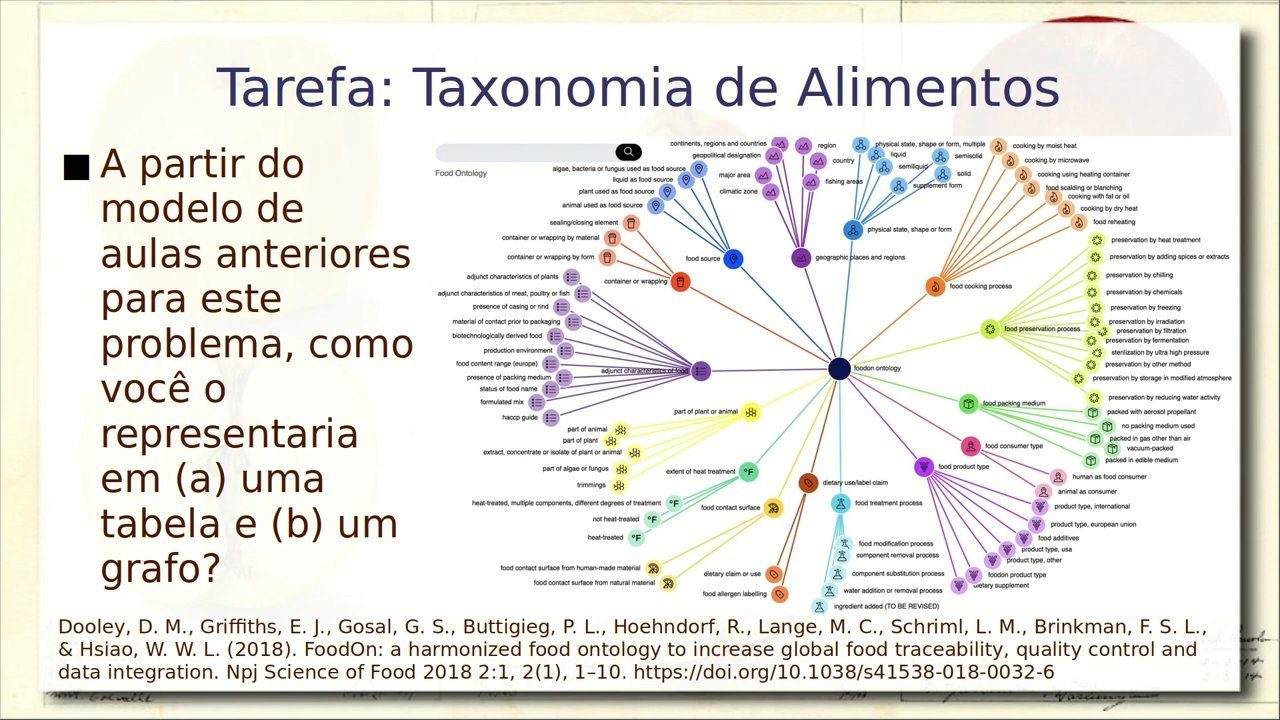 Tarefa: Taxonomia de Alimentos
■ A partir do
modelo de
aulas anteriores
para este
problema, como
você o
representaria
em (a) uma
tabela e (b) um
grafo?
Food Ontology
continents, regions and countries
geopolitical designation
major area
climatic zone
region
country
fishing areas
geographic places and regions
physical state, shape or form, multiple
liquid
semiliquid
semisolid
solid
supplement form
physical state, shape or form
cooking by moist heat
cooking by microwave
cooking using heating container
food scalding or blanching
cooking with fat or oil
cooking by dry heat
food reheating
food cooking process
algae, bacteria or fungus used as food source
liquid as food source
plant used as food source
animal used as food source
food source
sealing/closing element
container or wrapping by material
container or wrapping by form
container or wrapping
preservation by heat treatment
preservation by adding spices or extracts
preservation by chilling
preservation by chemicals
preservation by freezing
preservation by irradiation
preservation by filtration
preservation by fermentation
sterilization by ultra high pressure
preservation by other method
preservation by storage in modified atmosphere
preservation by reducing water activity
food preservation process
adjunct characteristics of plants
adjunct characteristics of meat, poultry or fish
presence of casing or rind
material of contact prior to packaging
biotechnologically derived food
production environment
food content range (europe)
presence of packing medium
status of food name
formulated mix
haccp guide
adjunct characteristics of food
foodon ontology
food packing medium
packed with aerosol propellant
no packing medium used
packed in gas other than air
vacuum-packed
packed in edible medium
part of plant or animal
part of animal
part of plant
extract, concentrate or isolate of plant or animal
part of algae or fungus
trimmings
food consumer type
human as food consumer
animal as consumer
extent of heat treatment
heat-treated, multiple components, different degrees of treatment
not heat-treated
heat-treated
food product type
product type, international
product type, european union
food additives
product type, usa
product type, other
foodon product type
dietary supplement
dietary use/label claim
dietary claim or use
food allergen labelling
food contact surface
food contact surface from human-made material
food contact surface from natural material
food treatment process
food modification process
component removal process
component substitution process
water addition or removal process
ingredient added (TO BE REVISED)
°F
°F
°F
°F
Dooley, D. M., Griffiths, E. J., Gosal, G. S., Buttigieg, P. L., Hoehndorf, R., Lange, M. C., Schriml, L. M., Brinkman, F. S. L.,
& Hsiao, W. W. L. (2018). FoodOn: a harmonized food ontology to increase global food traceability, quality control and
data integration. Npj Science of Food 2018 2:1, 2(1), 1–10. https://doi.org/10.1038/s41538-018-0032-6